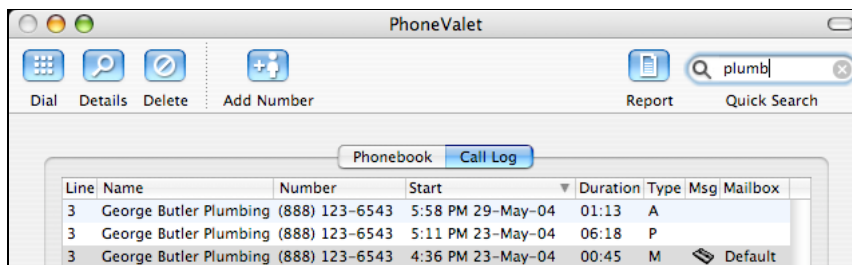 PhoneValet
plumb
Dial Details Delete Add Number Report Quick Search
Phonebook Call Log
Line Name Number Start Duration Type Msg Mailbox
3 George Butler Plumbing (888) 123-6543 5:58 PM 29-May-04 01:13 A
3 George Butler Plumbing (888) 123-6543 5:11 PM 23-May-04 06:18 P
3 George Butler Plumbing (888) 123-6543 4:36 PM 23-May-04 00:45 M Default